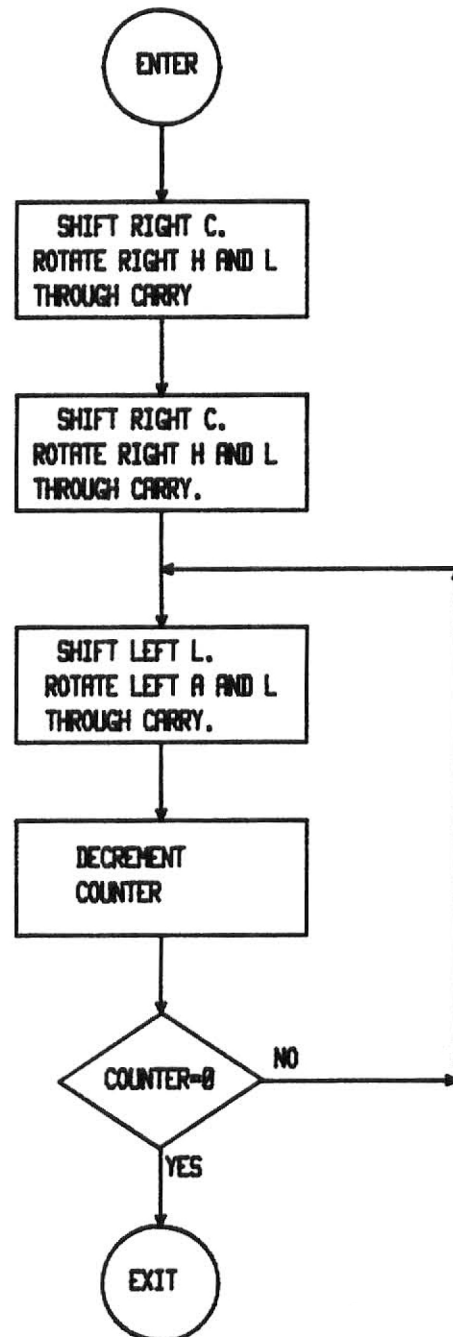 ENTER
SHIFT RIGHT C.
ROTATE RIGHT H AND L
THROUGH CARRY
SHIFT RIGHT C.
ROTATE RIGHT H AND L
THROUGH CARRY.
SHIFT LEFT L.
ROTATE LEFT A AND L
THROUGH CARRY.
DECREMENT
COUNTER
COUNTER=0
NO
YES
EXIT